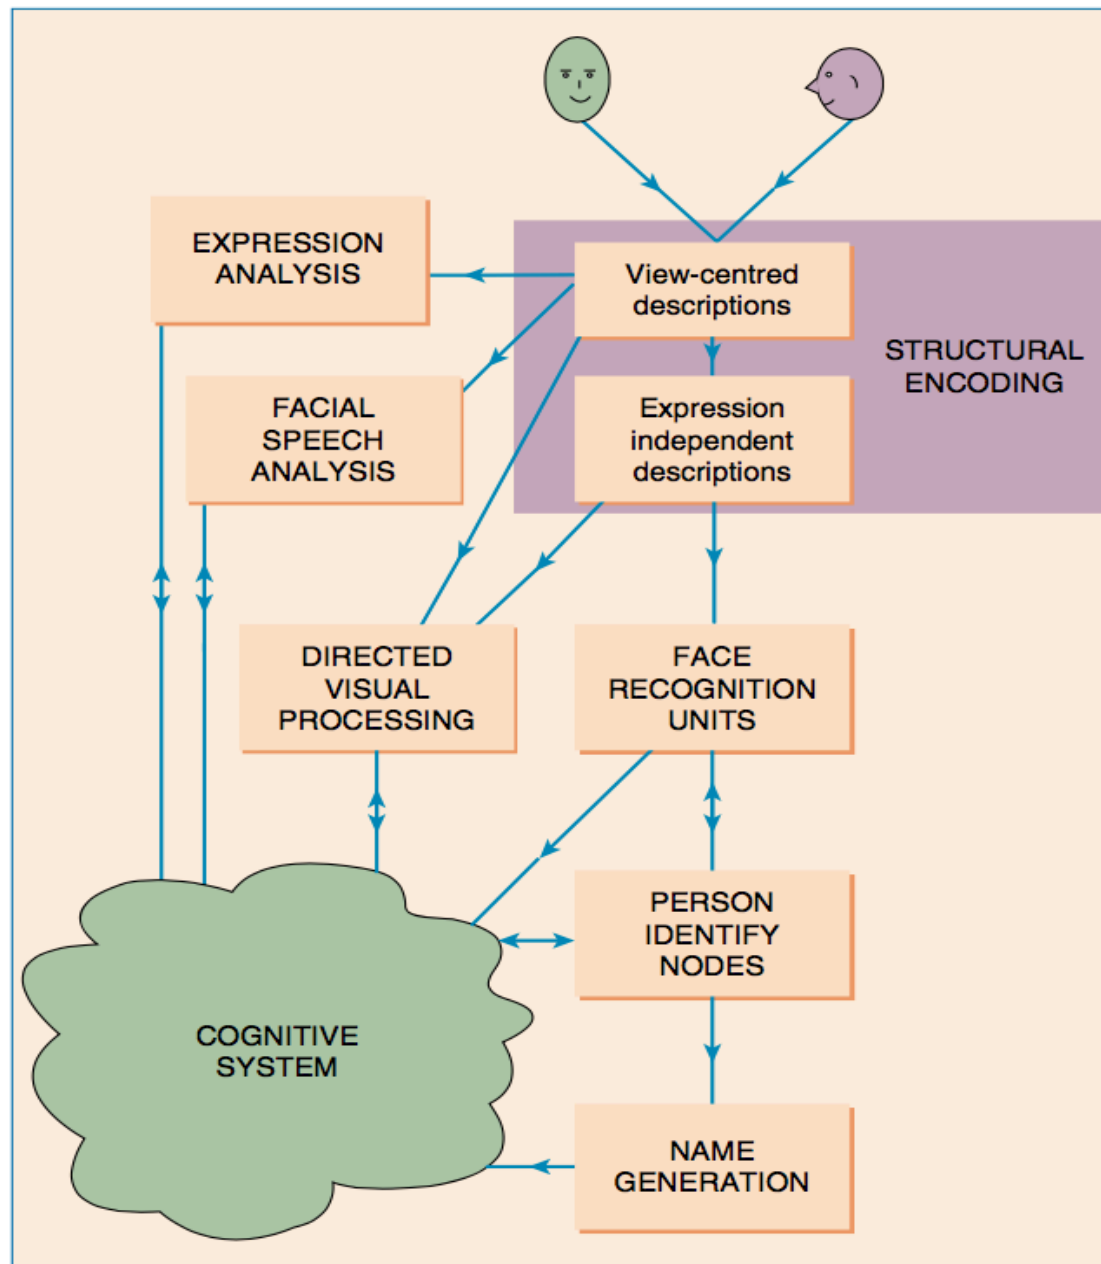 EXPRESSION
ANALYSIS
View-centred
descriptions
STRUCTURAL
ENCODING
FACIAL
SPEECH
ANALYSIS
Expression
independent
descriptions
DIRECTED
VISUAL
PROCESSING
FACE
RECOGNITION
UNITS
PERSON
IDENTIFY
NODES
COGNITIVE
SYSTEM
NAME
GENERATION